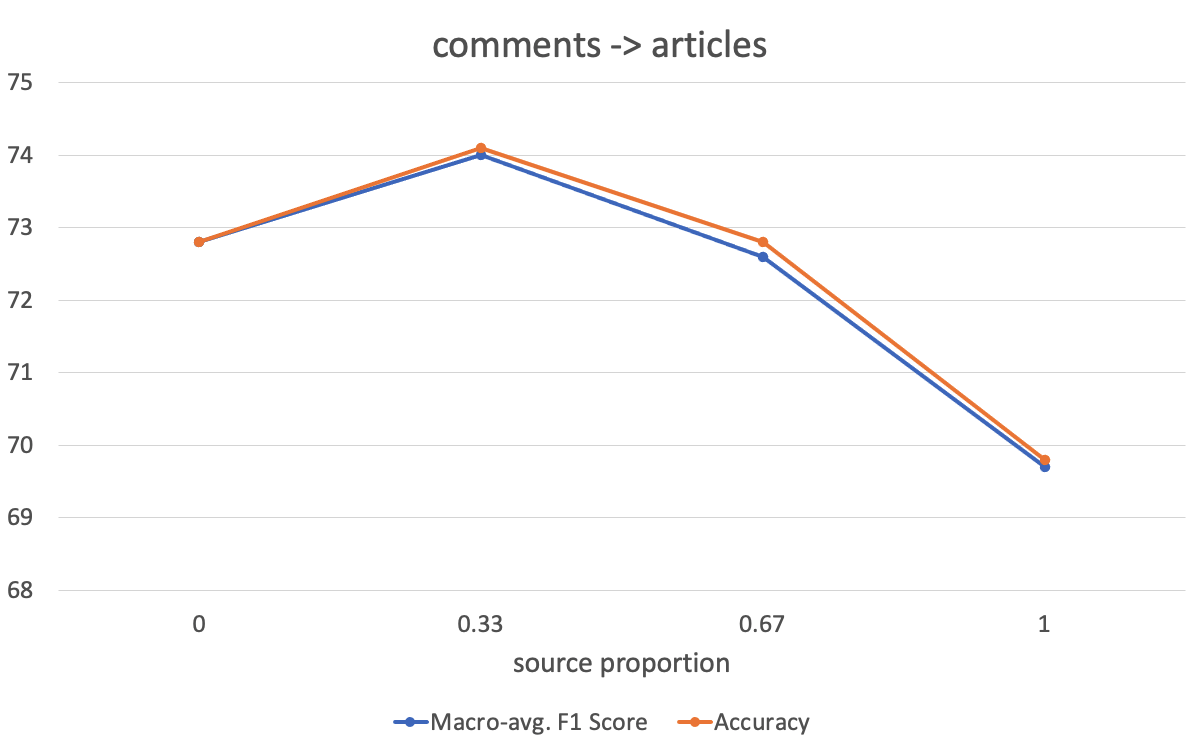 comments -> articles
75
74
73
72
71
70
69
68
0 0.33 0.67 1
source proportion
Macro-avg. F1 Score Accuracy